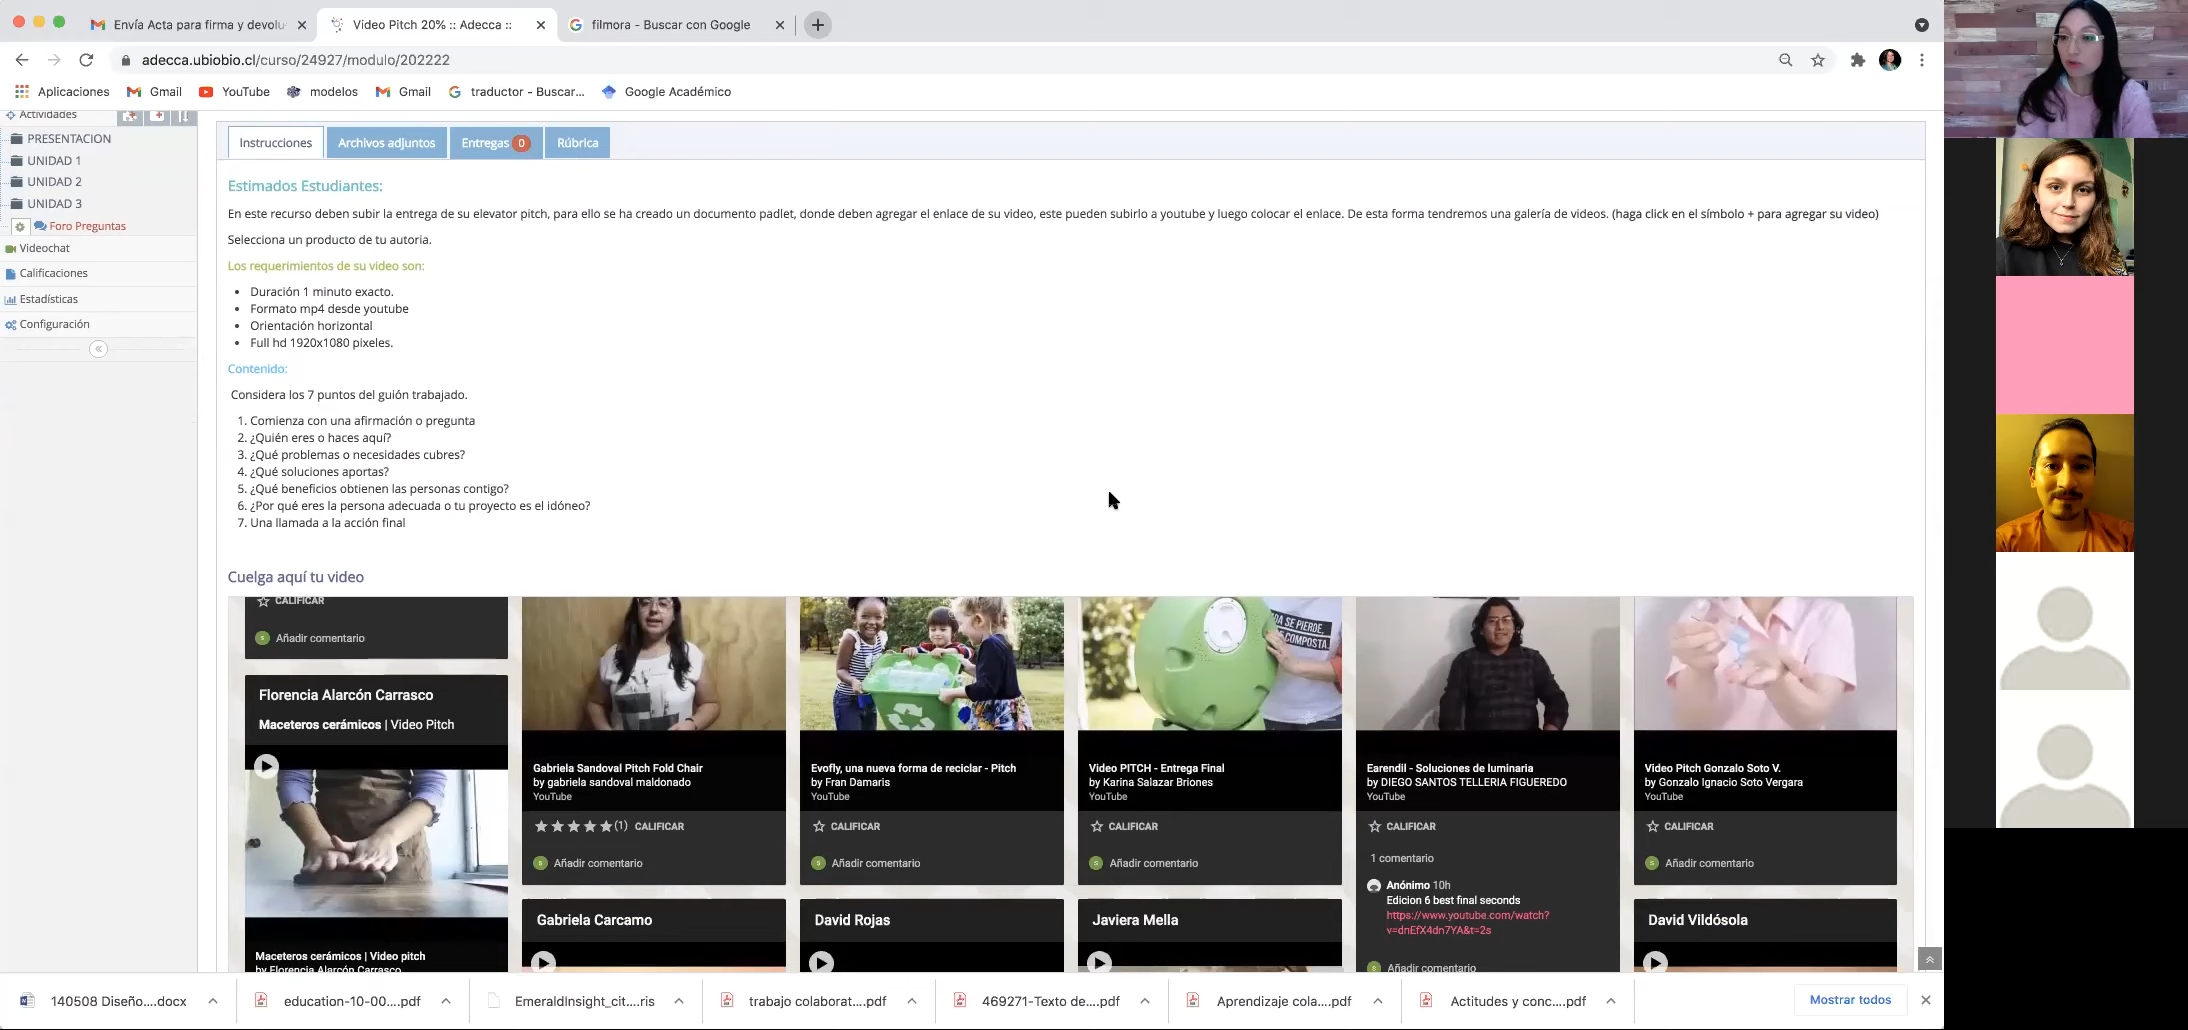 Envía Acta para firma y devolu
Video Pitch 20% :: Adecca ::
filmora - Buscar con Google
adecca.ubiobio.cl/curso/24927/modulo/202222
Aplicaciones
Gmail
YouTube
modelos
Gmail
traductor - Buscar...
Google Académico
Actividades
PRESENTACION
UNIDAD 1
UNIDAD 2
UNIDAD 3
Foro Preguntas
Videochat
Calificaciones
Estadísticas
Configuración
Instrucciones
Archivos adjuntos
Entregas 0
Rúbrica
Estimados Estudiantes:
En este recurso deben subir la entrega de su elevator pitch, para ello se ha creado un documento padlet, donde deben agregar el enlace de su video, este pueden subirlo a youtube y luego colocar el enlace. De esta forma tendremos una galería de videos. (haga click en el símbolo + para agregar su video)
Selecciona un producto de tu autoria.
Los requerimientos de su video son:
Duración 1 minuto exacto.
Formato mp4 desde youtube
Orientación horizontal
Full hd 1920x1080 pixeles.
Contenido:
Considera los 7 puntos del guión trabajado.
1. Comienza con una afirmación o pregunta
2. ¿Quién eres o haces aquí?
3. ¿Qué problemas o necesidades cubres?
4. ¿Qué soluciones aportas?
5. ¿Qué beneficios obtienen las personas contigo?
6. ¿Por qué eres la persona adecuada o tu proyecto es el idóneo?
7. Una llamada a la acción final
Cuelga aquí tu video
CALIFICAR
Añadir comentario
Florencia Alarcón Carrasco
Maceteros cerámicos | Video Pitch
Maceteros cerámicos | Video pitch
by Florencia Alarcón Carrasco
Gabriela Sandoval Pitch Fold Chair
by gabriela sandoval maldonado
YouTube
(1) CALIFICAR
Añadir comentario
Gabriela Carcamo
Evofly, una nueva forma de reciclar - Pitch
by Fran Damaris
YouTube
CALIFICAR
Añadir comentario
David Rojas
DA SE PIERDE,
COMPOSTA.
Video PITCH - Entrega Final
by Karina Salazar Briones
YouTube
CALIFICAR
Añadir comentario
Javiera Mella
Earendil - Soluciones de luminaria
by DIEGO SANTOS TELLERIA FIGUEREDO
YouTube
CALIFICAR
1 comentario
Anónimo 10h
Edicion 6 best final seconds
https://www.youtube.com/watch?
v=dnEfX4dn7YA&t=2s
Añadir comentario
Video Pitch Gonzalo Soto V.
by Gonzalo Ignacio Soto Vergara
YouTube
CALIFICAR
Añadir comentario
David Vildósola
140508 Diseño....docx
education-10-00....pdf
EmeraldInsight_cit....ris
trabajo colaborat....pdf
469271-Texto de....pdf
Aprendizaje cola....pdf
Actitudes y conc....pdf
Mostrar todos